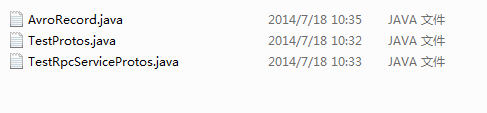 AvroRecord.java 2014/7/18 10:35 JAVA 文件
TestProtos.java 2014/7/18 10:32 JAVA 文件
TestRpcServiceProtos.java 2014/7/18 10:33 JAVA 文件